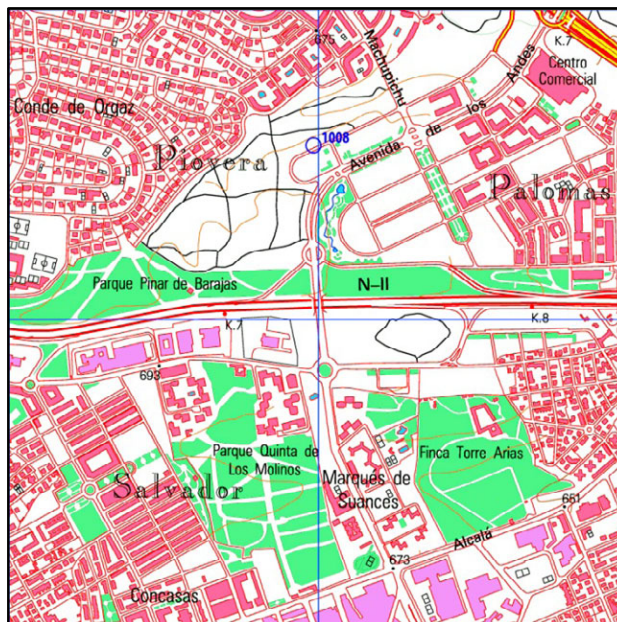 675
K.7
Centro
Comercial
Machupichu
Andes
los
de
Avenida
Conde de Orgaz
1008
Piovera
Palomas
Parque Pinar de Barajas
N-II
K.7
K.8
693
Parque Quinta de
Los Molinos
Finca Torre Arias
Marqués de
Suances
Salvador
661
Alcalá
673
Concasas